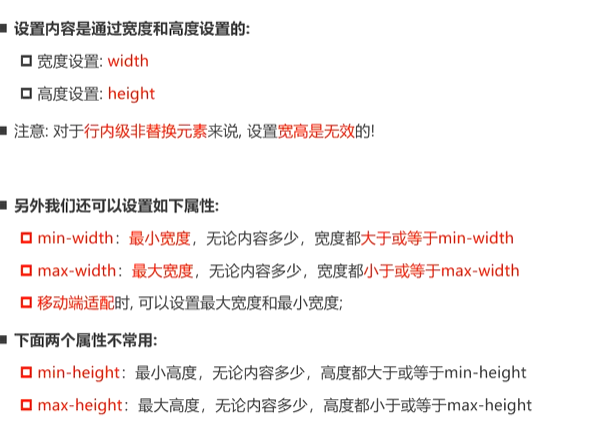 设置内容是通过宽度和高度设置的:
宽度设置: width
高度设置: height
注意: 对于行内级非替换元素来说, 设置宽高是无效的!
另外我们还可以设置如下属性:
min-width：最小宽度，无论内容多少，宽度都大于或等于min-width
max-width：最大宽度，无论内容多少，宽度都小于或等于max-width
移动端适配时, 可以设置最大宽度和最小宽度;
下面两个属性不常用:
min-height：最小高度，无论内容多少，高度都大于或等于min-height
max-height：最大高度，无论内容多少，高度都小于或等于max-height